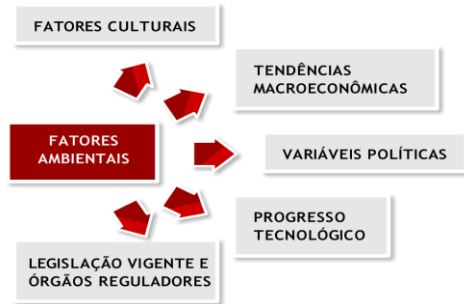 FATORES CULTURAIS
TENDÊNCIAS
MACROECONÔMICAS
FATORES
AMBIENTAIS
VARIÁVEIS POLÍTICAS
PROGRESSO
TECNOLÓGICO
LEGISLAÇÃO VIGENTE E
ÓRGÃOS REGULADORES